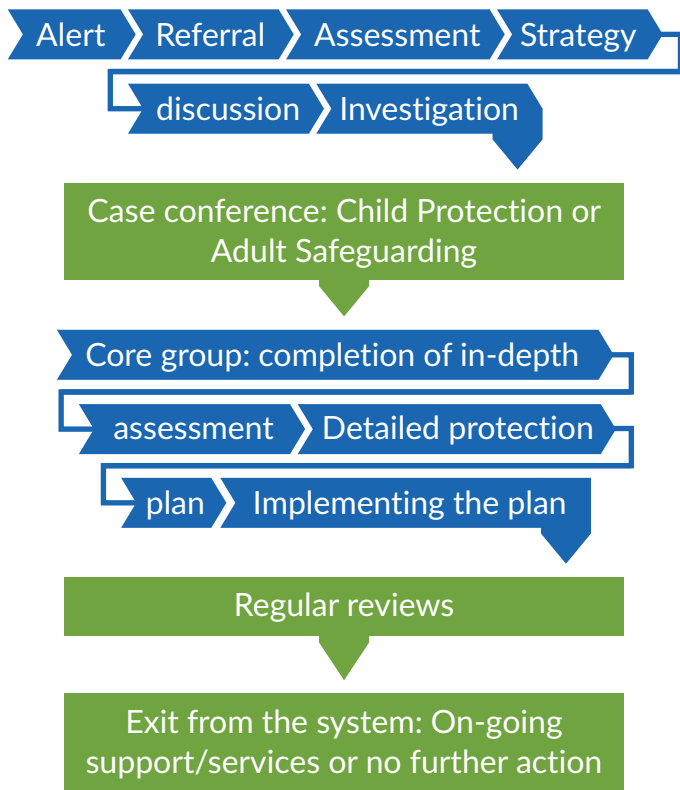 Alert Referral Assessment Strategy
discussion Investigation
Case conference: Child Protection or
Adult Safeguarding
Core group: completion of in-depth
assessment Detailed protection
plan Implementing the plan
Regular reviews
Exit from the system: On-going
support/services or no further action